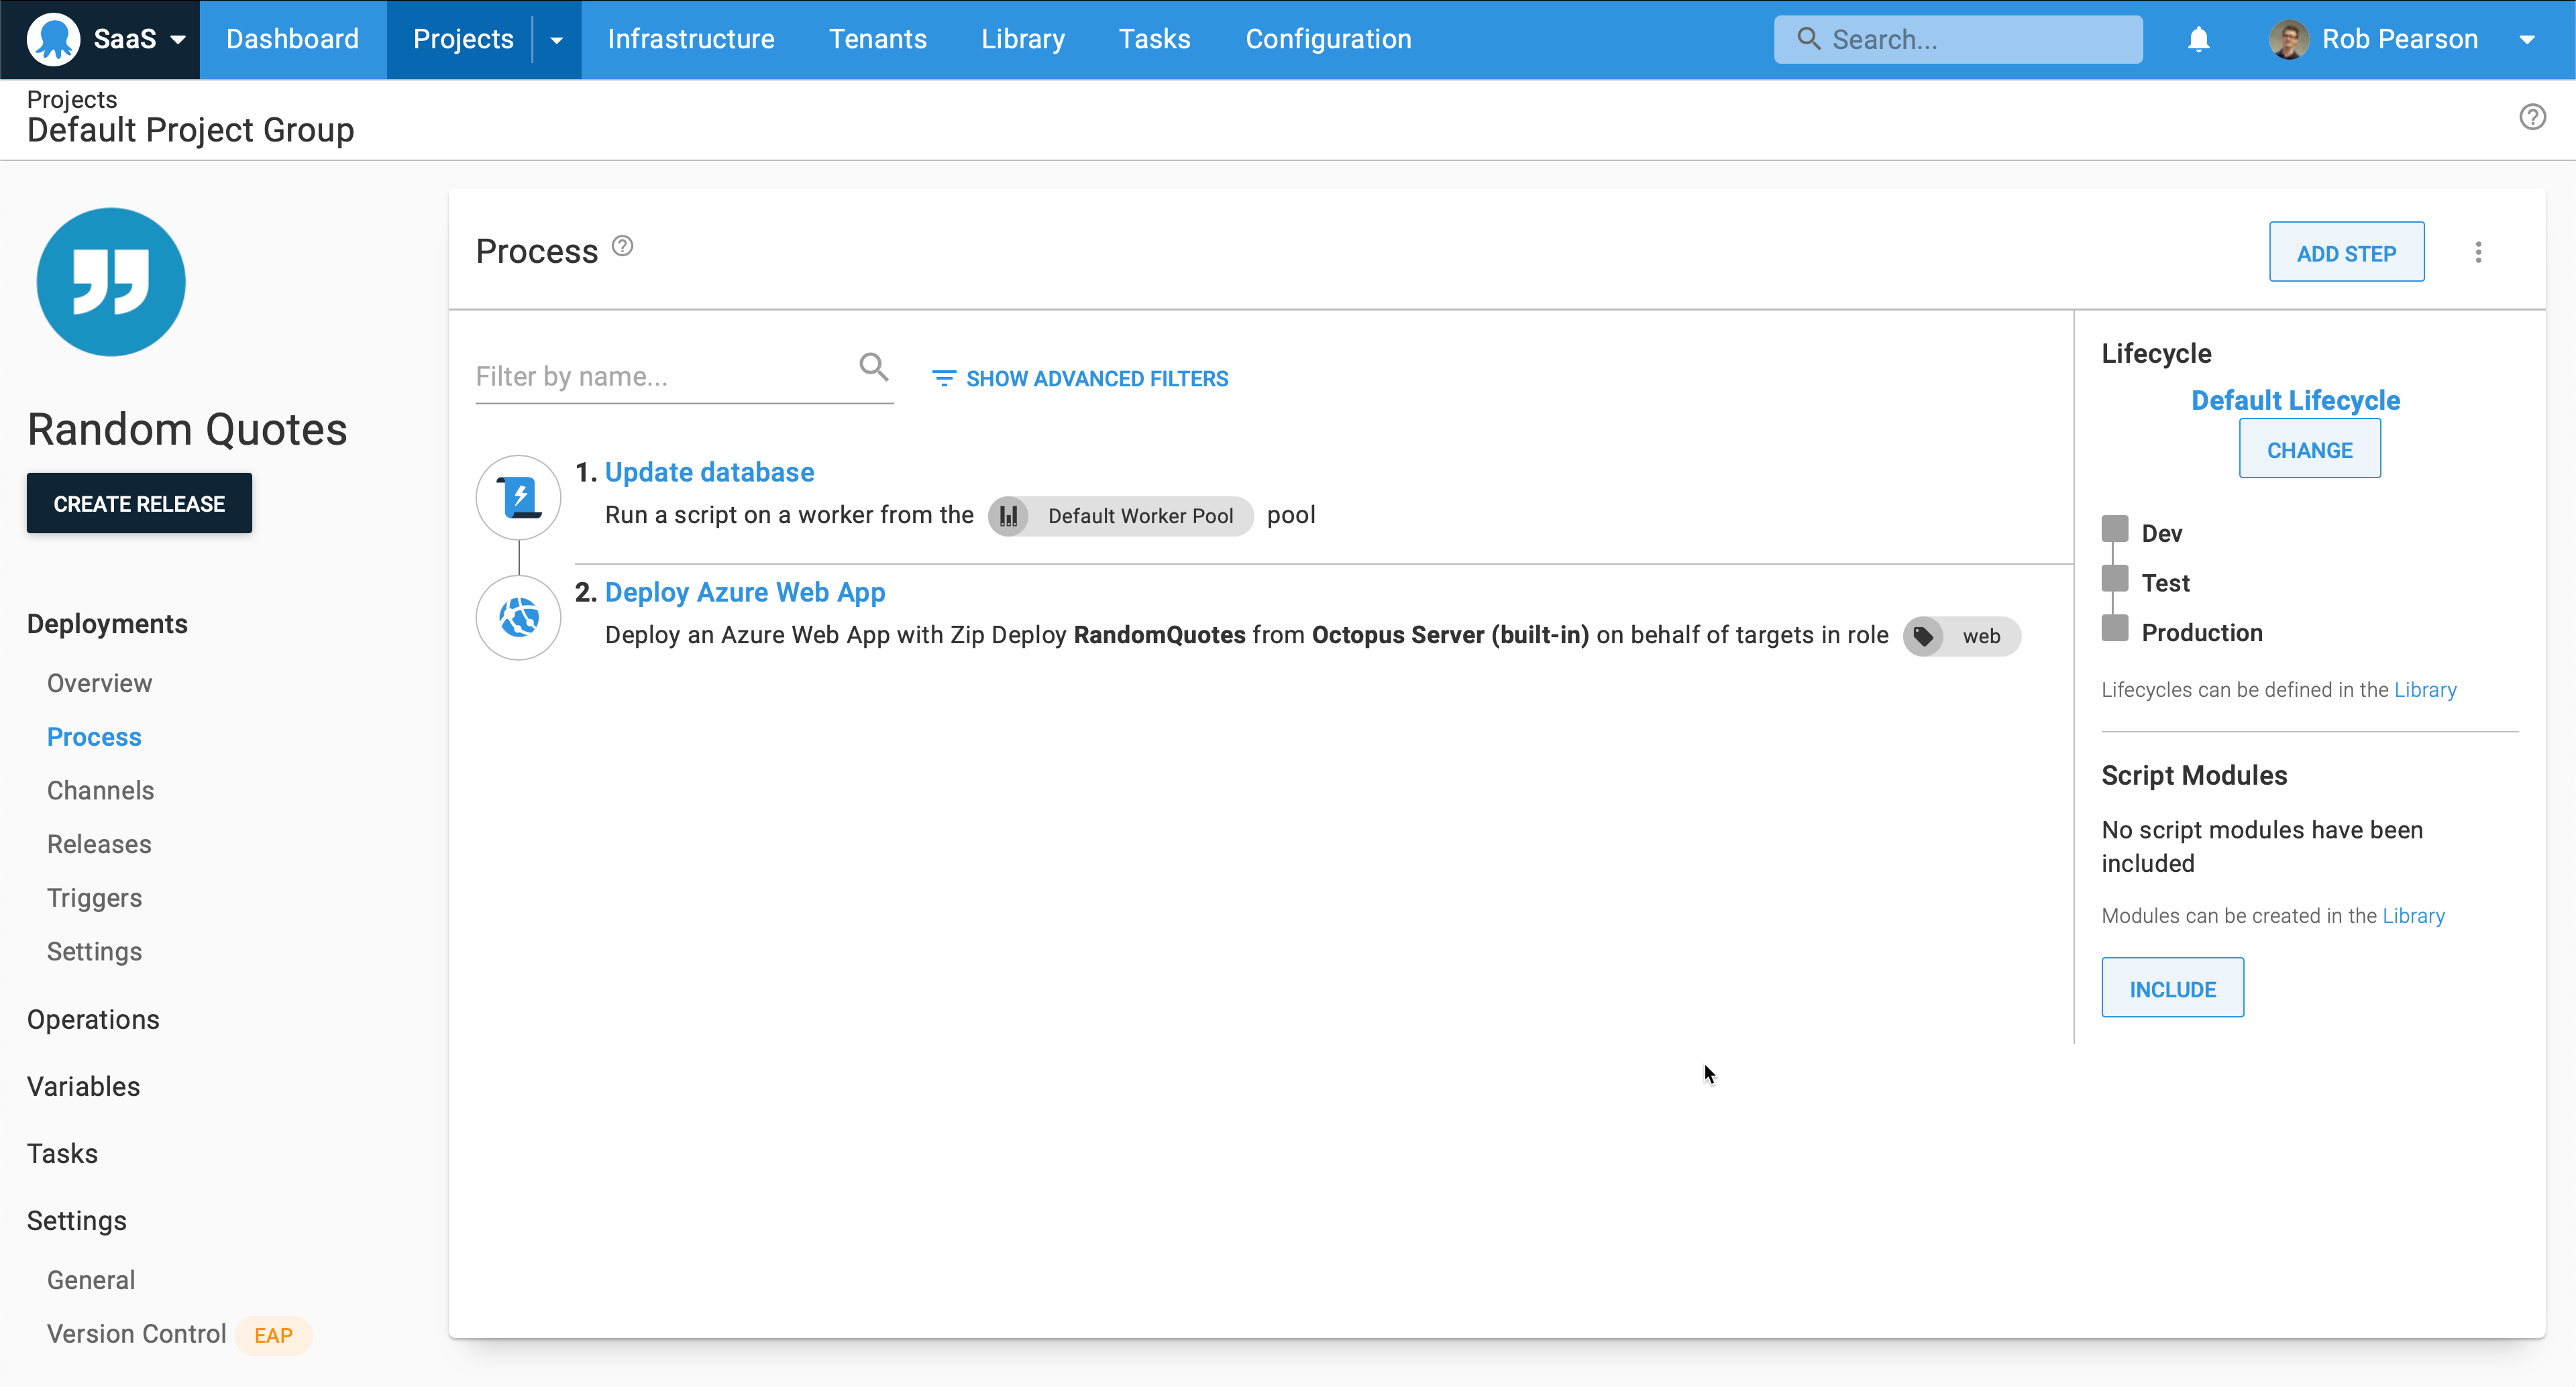 SaaS Dashboard Projects Infrastructure Tenants Library Tasks Configuration Search... Rob Pearson
Projects
Default Project Group
Random Quotes
CREATE RELEASE
Deployments
Overview
Process
Channels
Releases
Triggers
Settings
Operations
Variables
Tasks
Settings
General
Version Control EAP
Process
ADD STEP
Filter by name...
SHOW ADVANCED FILTERS
1. Update database
Run a script on a worker from the Default Worker Pool pool
2. Deploy Azure Web App
Deploy an Azure Web App with Zip Deploy RandomQuotes from Octopus Server (built-in) on behalf of targets in role web
Lifecycle
Default Lifecycle
CHANGE
Dev
Test
Production
Lifecycles can be defined in the Library
Script Modules
No script modules have been
included
Modules can be created in the Library
INCLUDE